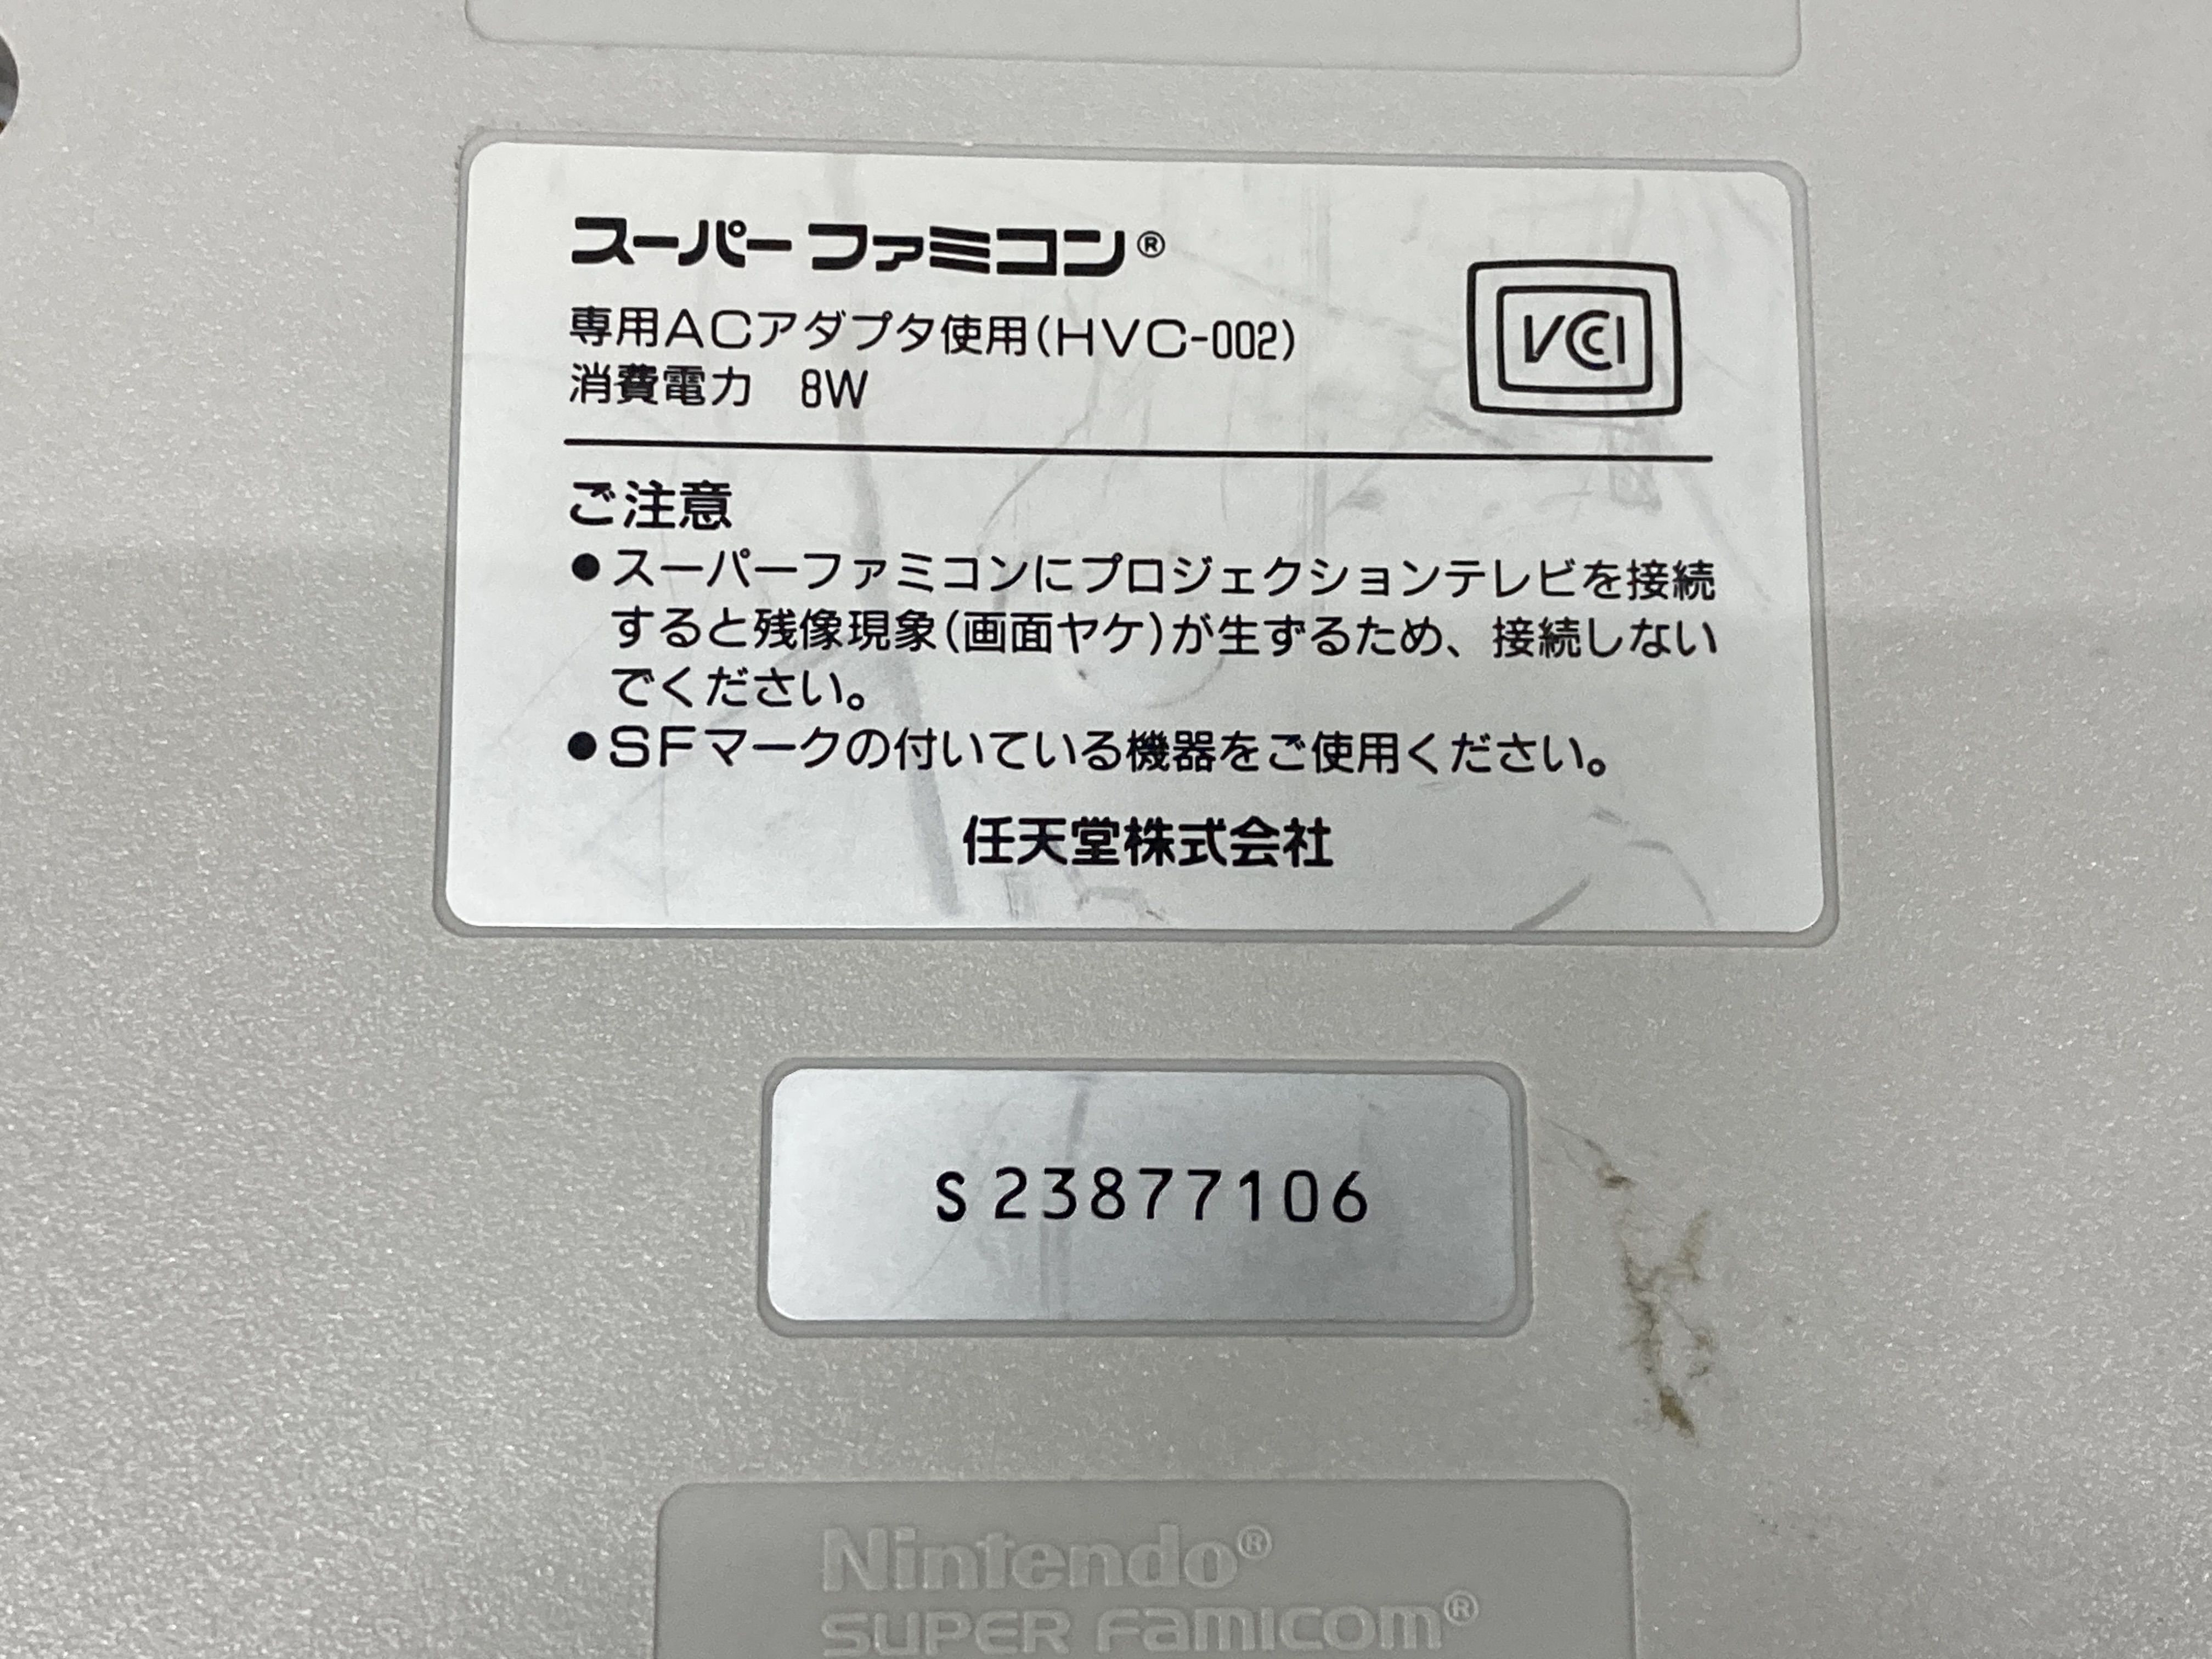 スーパーファミコン®
専用ACアダプタ使用(HVC-002)
消費電力 8W
VCCI
ご注意
●スーパーファミコンにプロジェクションテレビを接続
すると残像現象(画面ヤケ)が生ずるため、接続しない
でください。
●SFマークの付いている機器をご使用ください。
任天堂株式会社
S23877106
Nintendo®
SUPER FAMICOM®